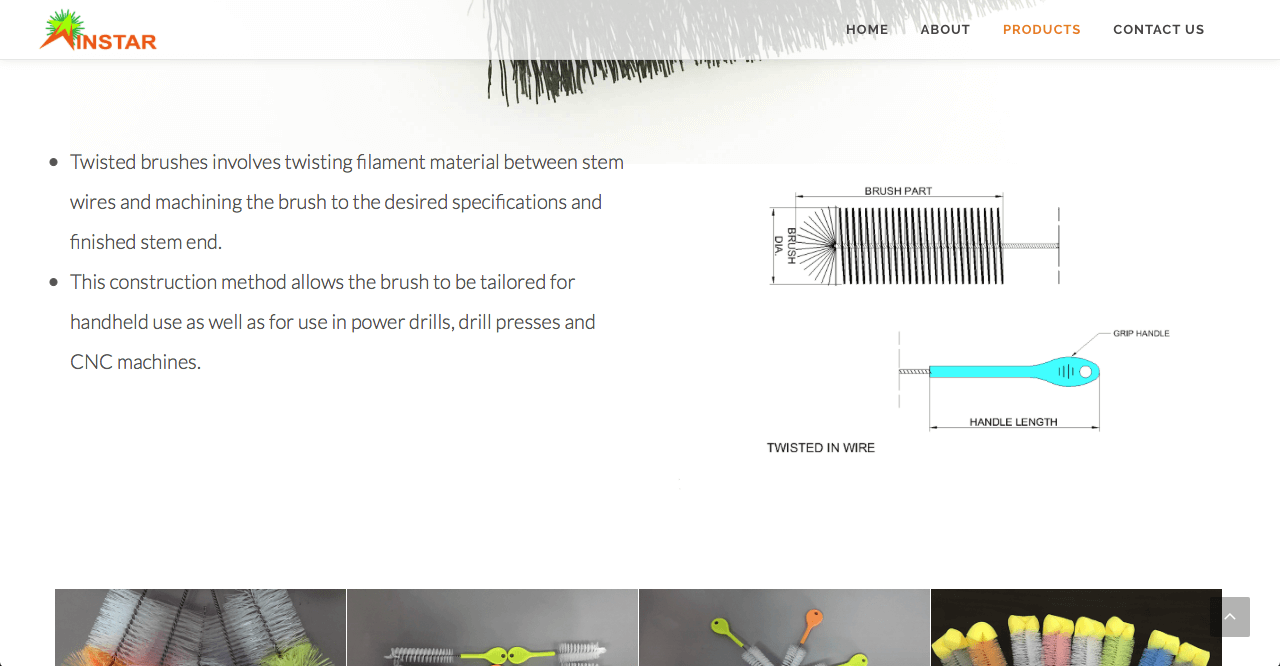 INSTAR
HOME
ABOUT
PRODUCTS
CONTACT US
Twisted brushes involves twisting filament material between stem
wires and machining the brush to the desired specifications and
finished stem end.
This construction method allows the brush to be tailored for
handheld use as well as for use in power drills, drill presses and
CNC machines.
BRUSH PART
BRUSH
DIA.
GRIP HANDLE
HANDLE LENGTH
TWISTED IN WIRE